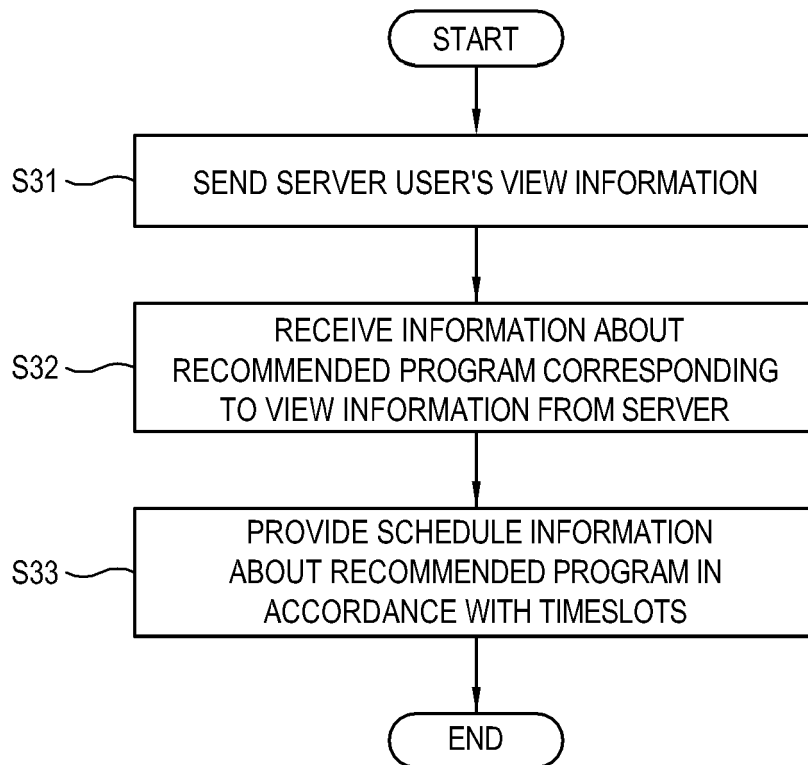 START
S31
SEND SERVER USER'S VIEW INFORMATION
S32
RECEIVE INFORMATION ABOUT
RECOMMENDED PROGRAM CORRESPONDING
TO VIEW INFORMATION FROM SERVER
S33
PROVIDE SCHEDULE INFORMATION
ABOUT RECOMMENDED PROGRAM IN
ACCORDANCE WITH TIMESLOTS
END